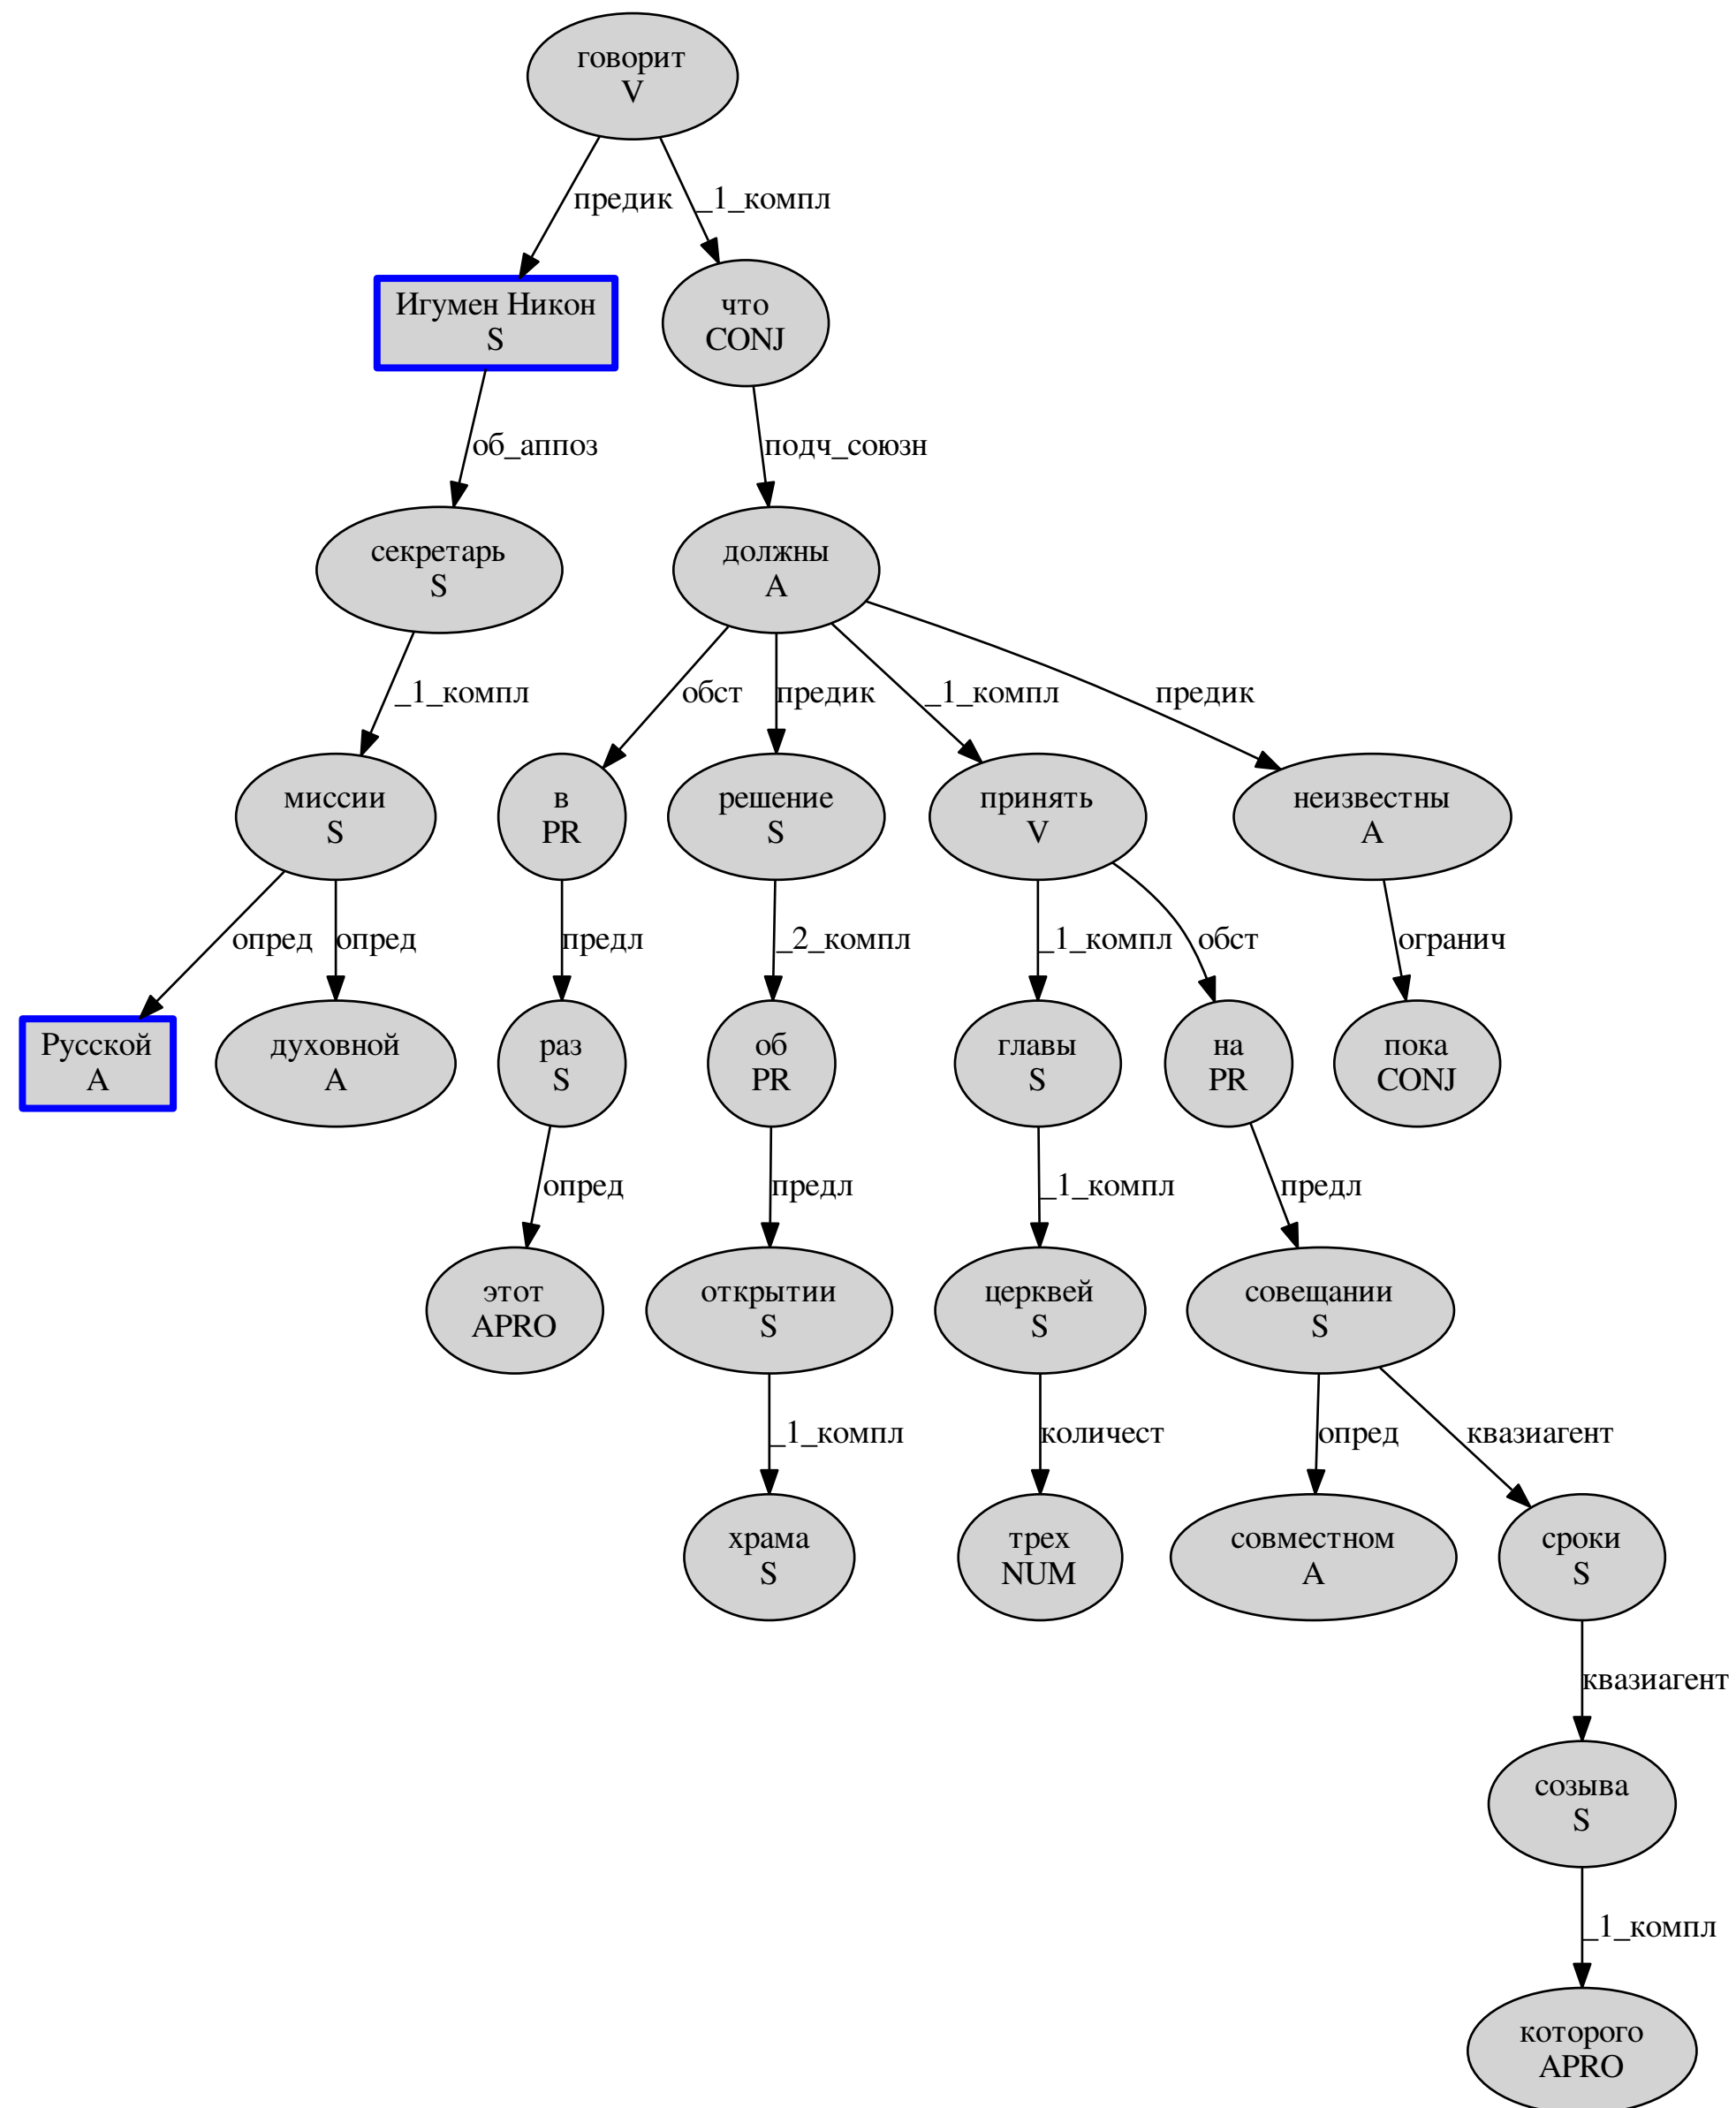 говорит
V
предик
_1_компл
Игумен Никон
S
что
CONJ
об_аппоз
подч_союзн
секретарь
S
должны
A
_1_компл
обст
предик
_1_компл
предик
миссии
S
в
PR
решение
S
принять
V
неизвестны
A
опред
опред
предл
_2_компл
_1_компл
обст
огранич
Русской
A
духовной
A
раз
S
об
PR
главы
S
на
PR
пока
CONJ
опред
предл
_1_компл
предл
этот
APRO
открытии
S
церквей
S
совещании
S
_1_компл
количест
опред
квазиагент
храма
S
трех
NUM
совместном
A
сроки
S
квазиагент
созыва
S
_1_компл
которого
APRO